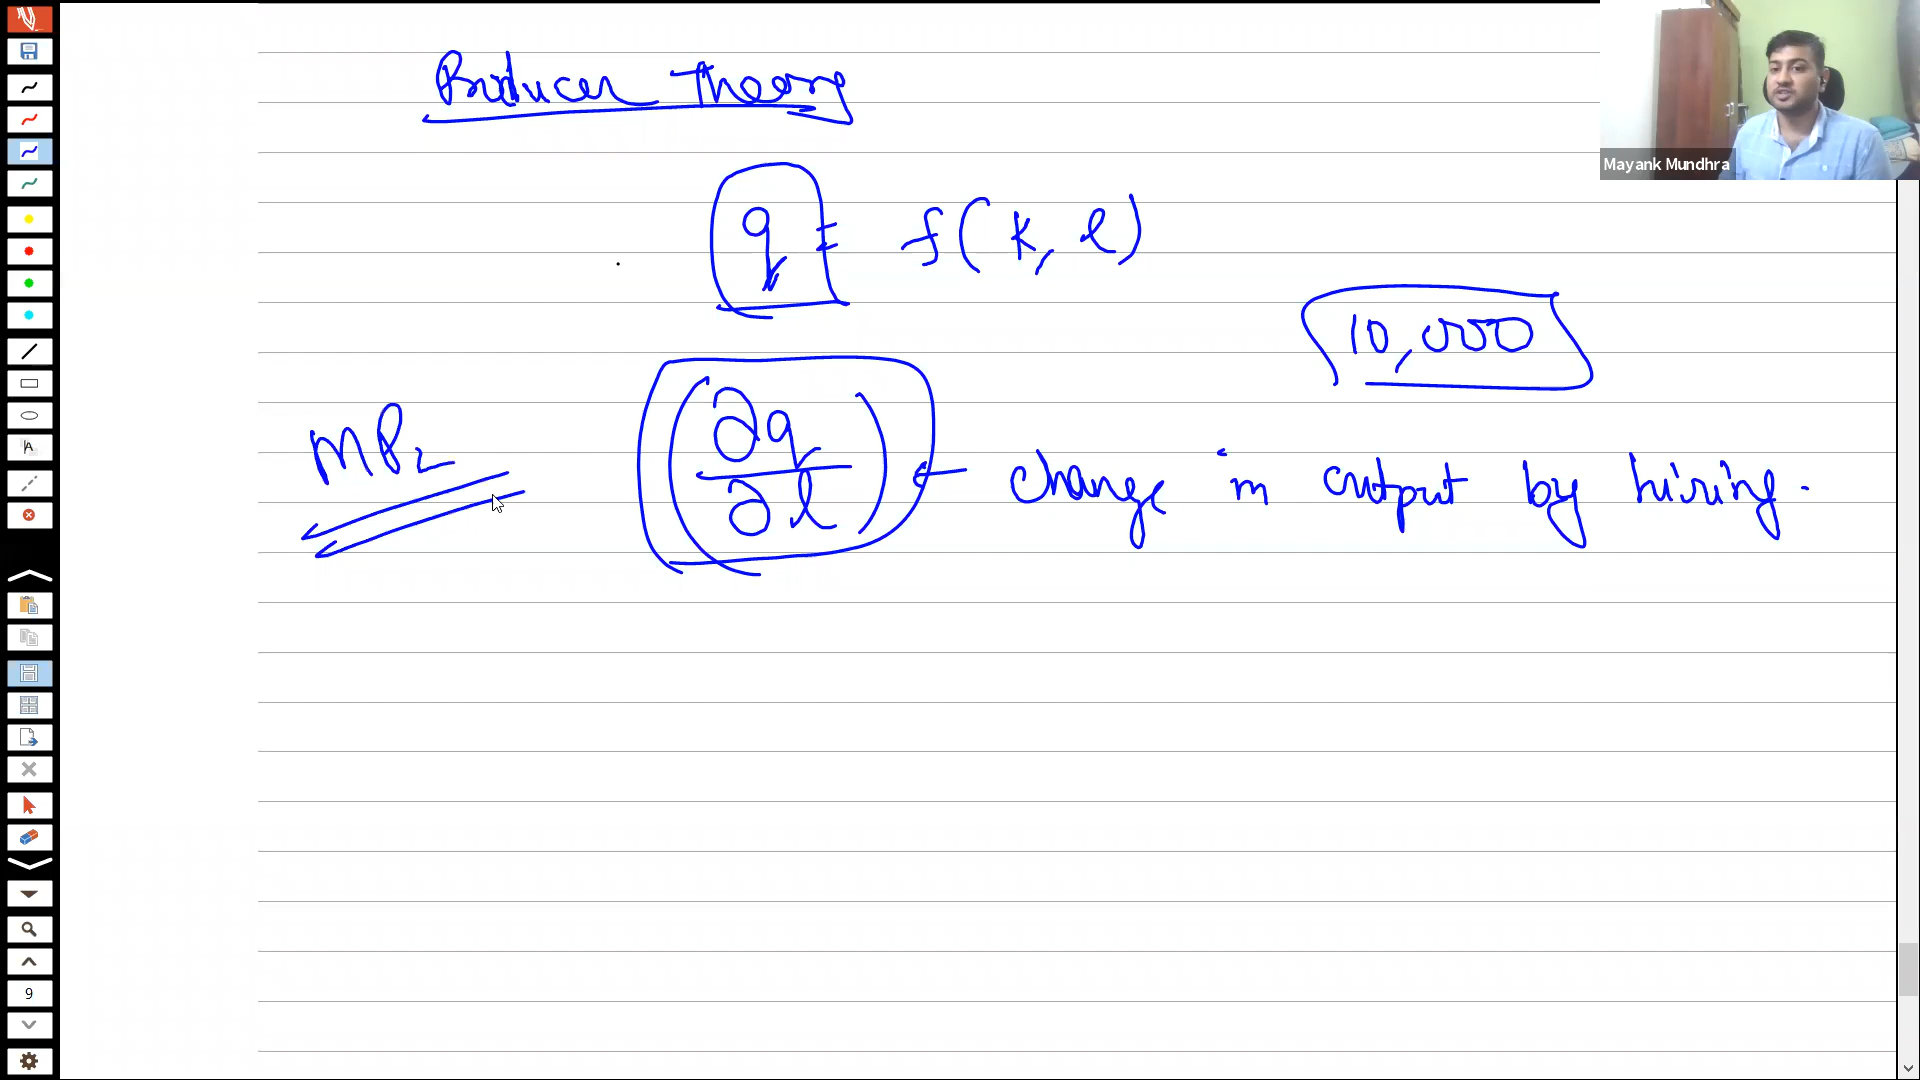 Producer Theory
q = f(k, l)
10,000
MPL
(∂q/∂l) ← change in output by hiring.
Mayank Mundhra
A
9